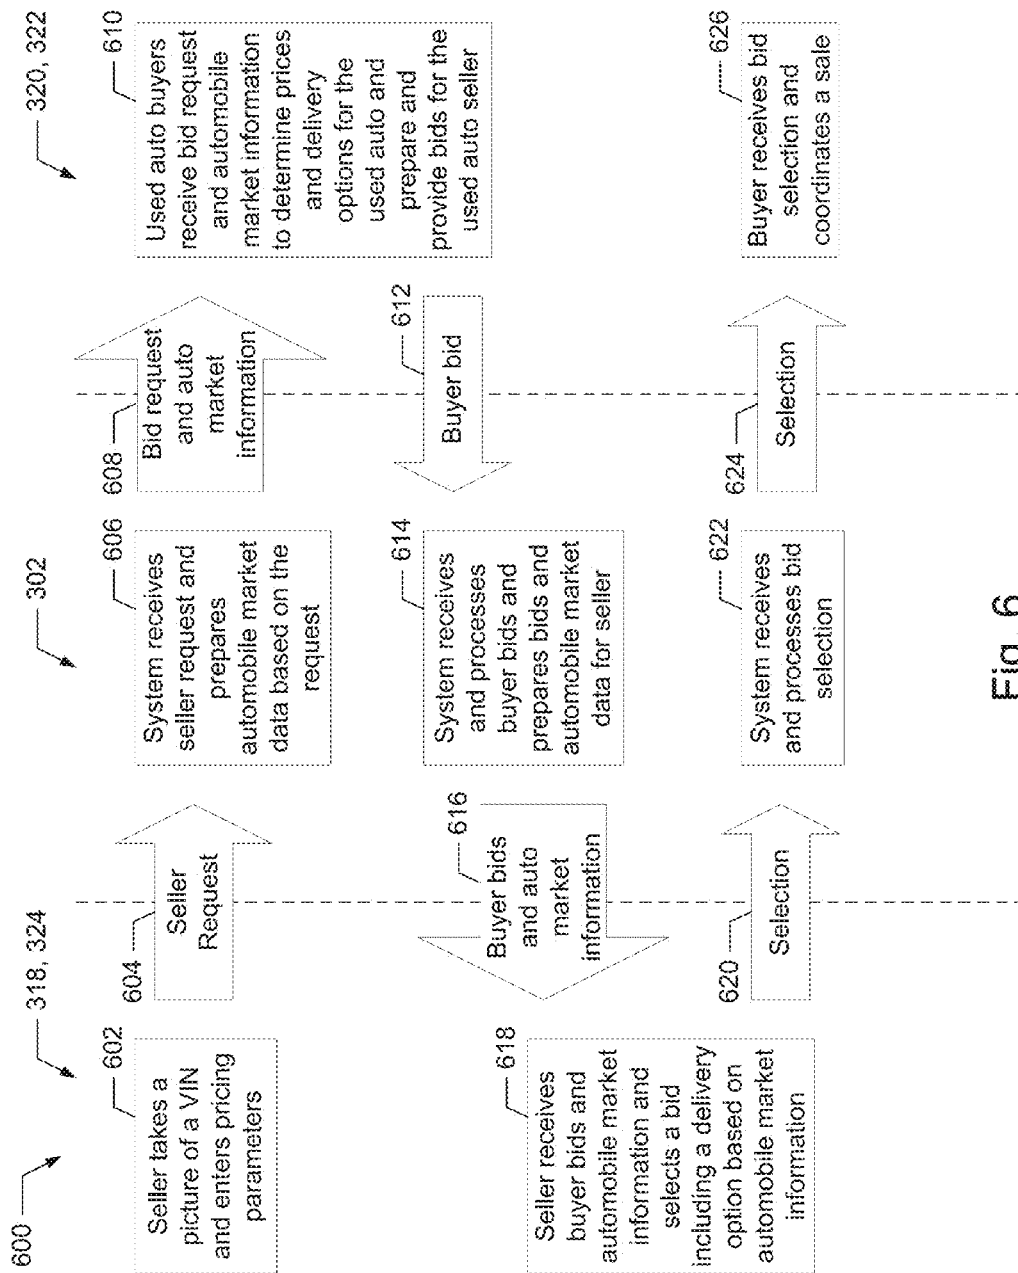 600
318, 324
302
320, 322
602
Seller takes a
picture of a VIN
and enters pricing
parameters
604
Seller
Request
606
System receives
seller request and
prepares
automobile market
data based on the
request
608
Bid request
and auto
market
information
610
Used auto buyers
receive bid request
and automobile
market information
to determine prices
and delivery
options for the
used auto and
prepare and
provide bids for the
used auto seller
612
Buyer bid
614
System receives
and processes
buyer bids and
prepares bids and
automobile market
data for seller
616
Buyer bids
and auto
market
information
618
Seller receives
buyer bids and
automobile market
information and
selects a bid
including a delivery
option based on
automobile market
information
620
Selection
622
System receives
and processes bid
selection
624
Selection
626
Buyer receives bid
selection and
coordinates a sale
Fig. 6